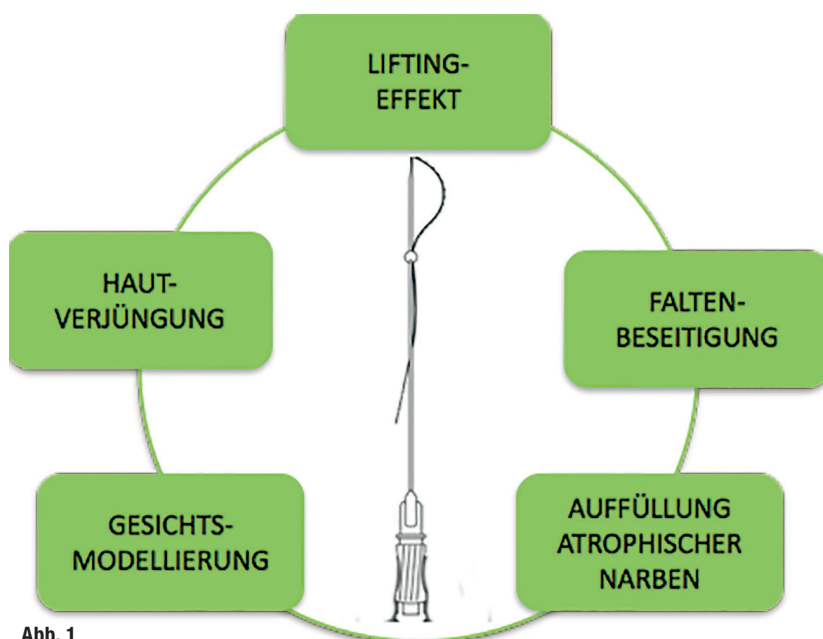 LIFTING-
EFFEKT
HAUT-
VERJÜNGUNG
FALTEN-
BESEITIGUNG
GESICHTS-
MODELLIERUNG
AUFFÜLLUNG
ATROPHISCHER
NARBEN
Abb. 1